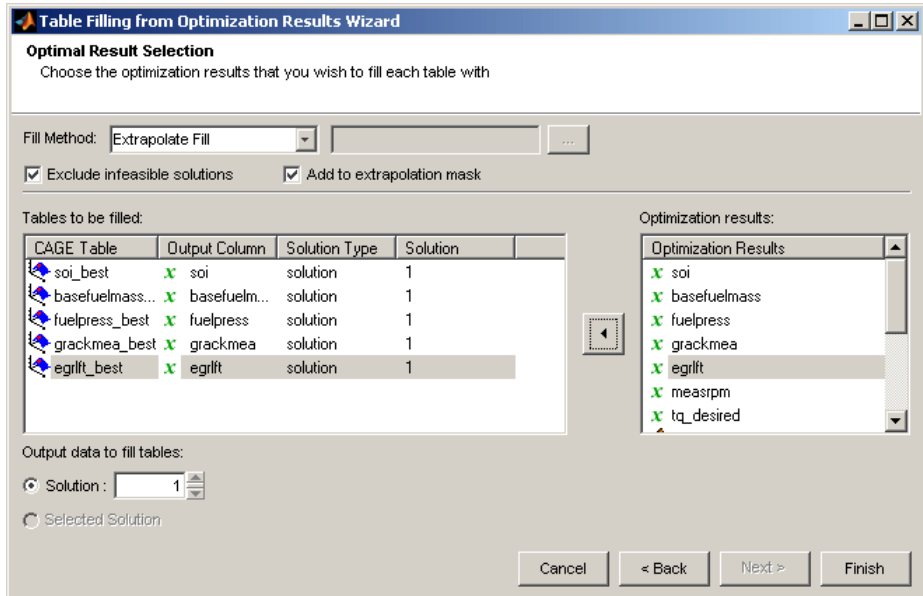 Table Filling from Optimization Results Wizard
Optimal Result Selection
Choose the optimization results that you wish to fill each table with
Fill Method: Extrapolate Fill ...
Exclude infeasible solutions Add to extrapolation mask
Tables to be filled: Optimization results:
CAGE Table Output Column Solution Type Solution Optimization Results
soi_best x soi solution 1 x soi
basefuelmass... x basefuelm... solution 1 x basefuelmass
fuelpress_best x fuelpress solution 1 x fuelpress
grackmea_best x grackmea solution 1 x grackmea
egrlft_best x egrlft solution 1 x egrlft
x measrpm
x tq_desired
Output data to fill tables:
Solution : 1
Selected Solution
Cancel < Back Next > Finish